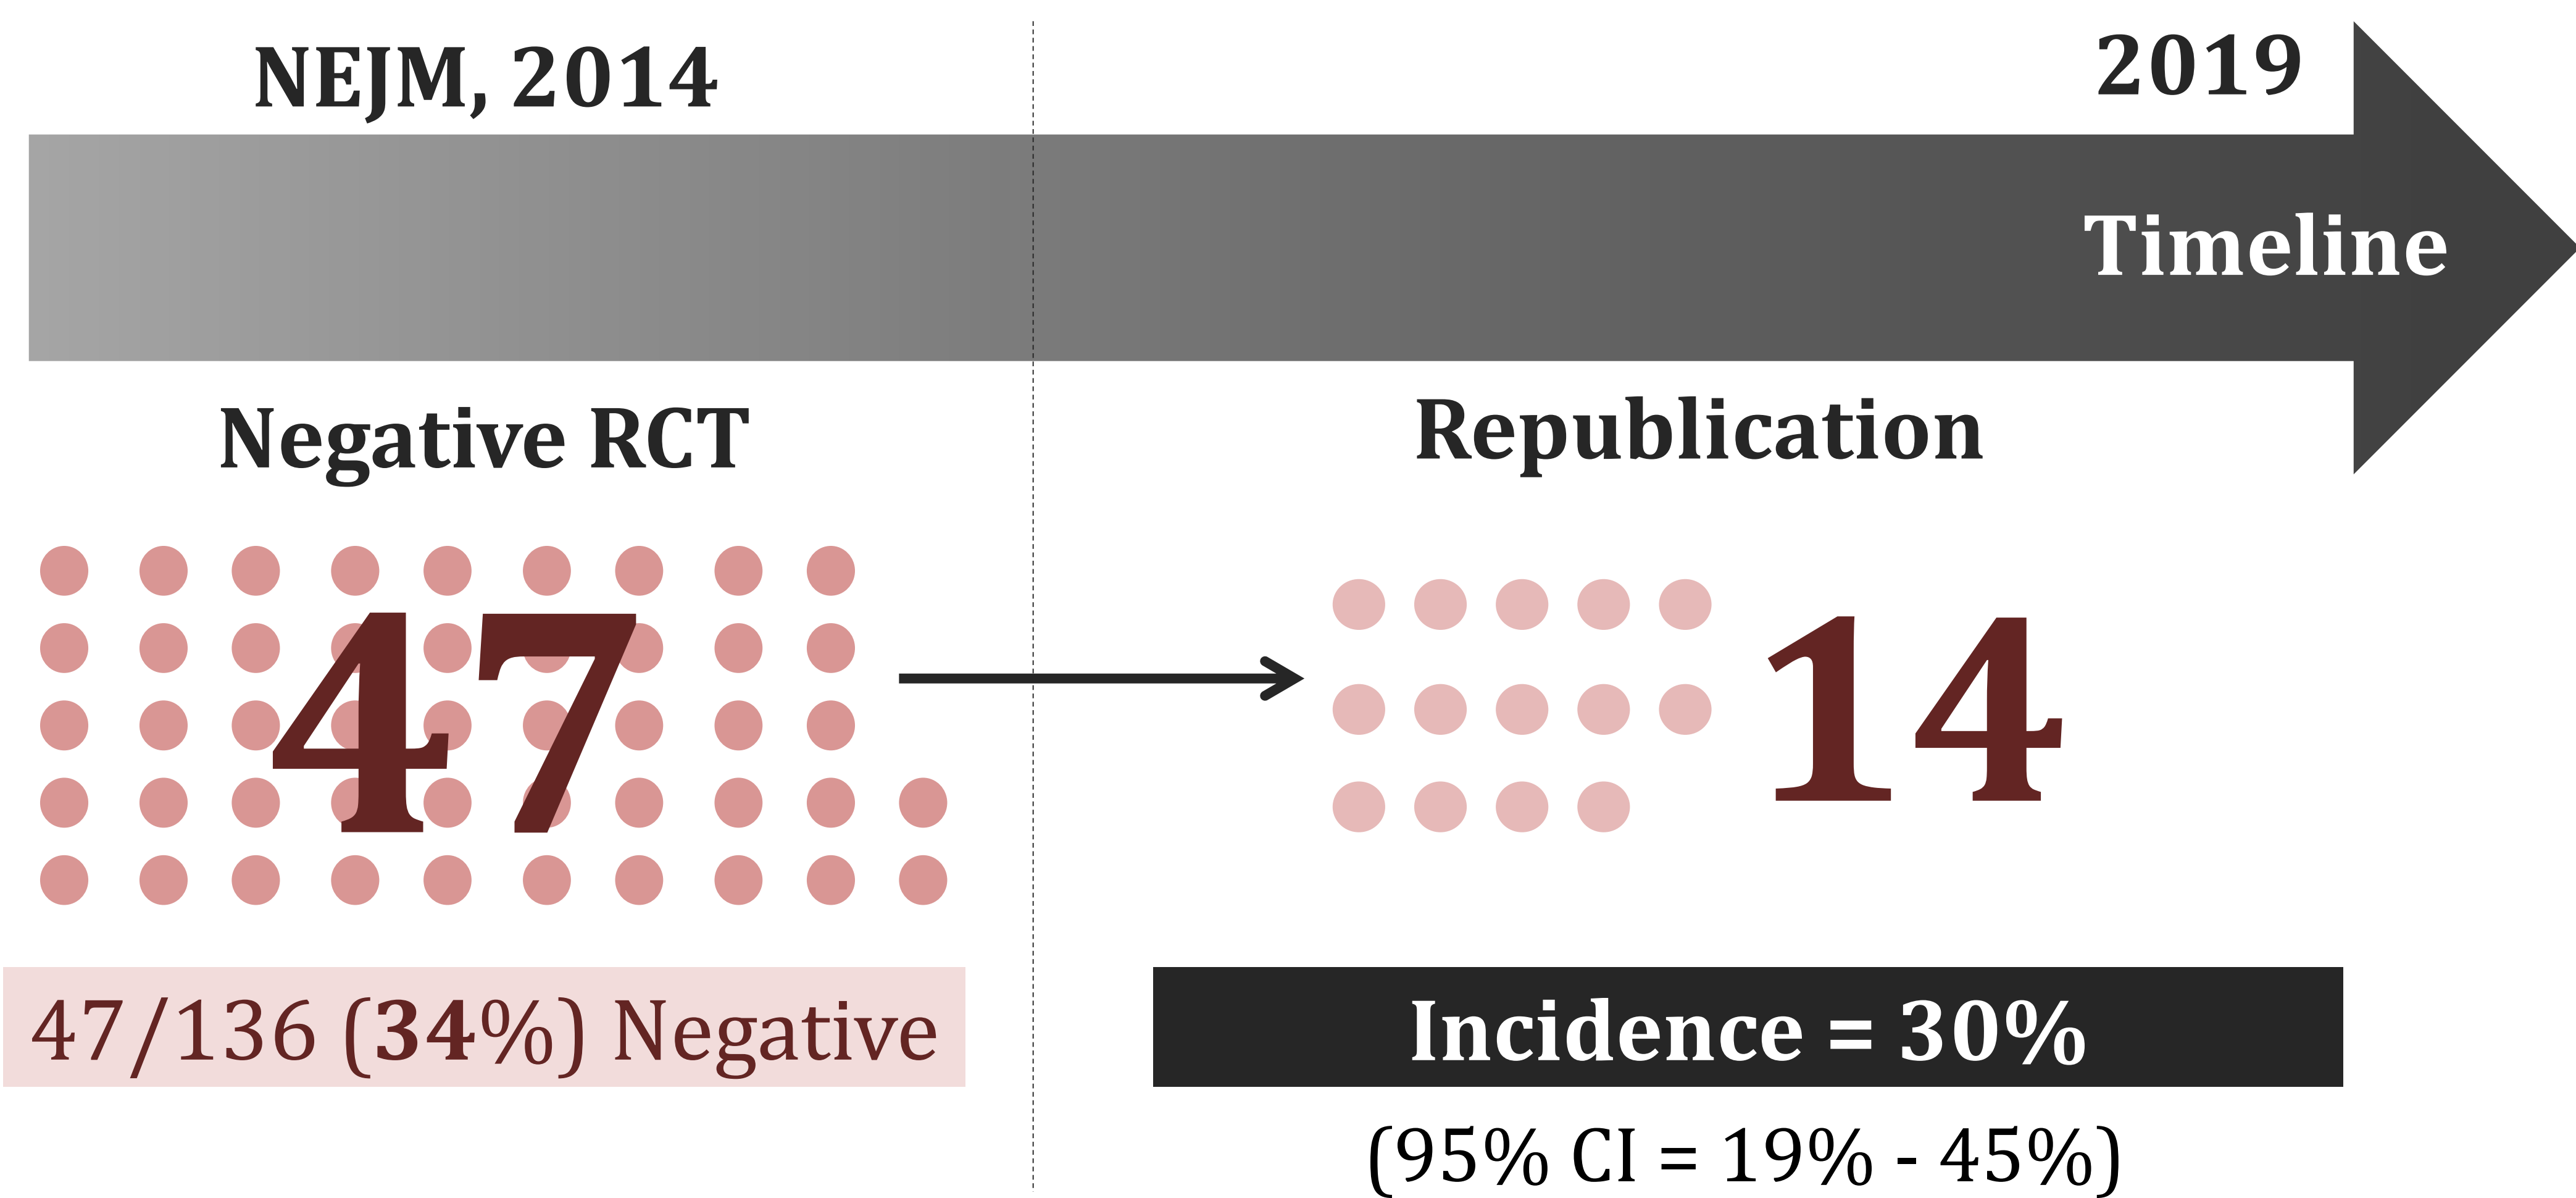 NEJM, 2014
2019
Timeline
Negative RCT
Republication
47
14
47/136 (34%) Negative
Incidence = 30%
(95% CI = 19% - 45%)